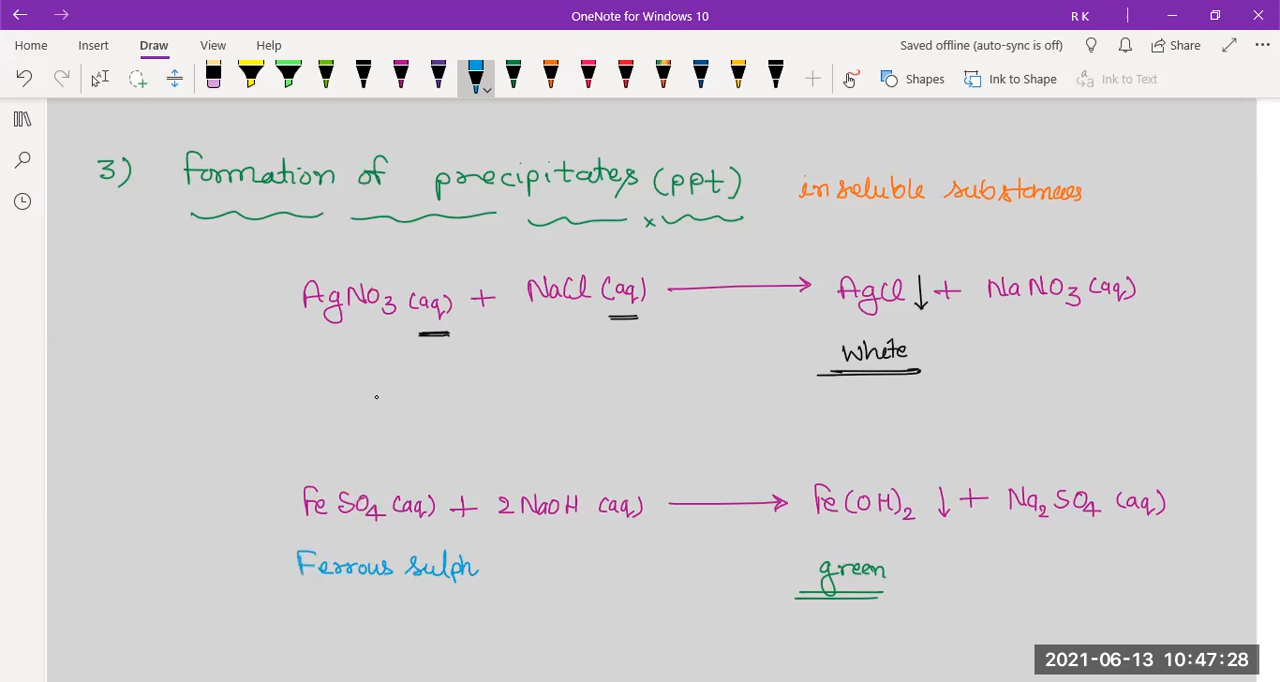 OneNote for Windows 10
R K
Home Insert Draw View Help
Saved offline (auto-sync is off) Share
Shapes Ink to Shape Ink to Text
3) formation of precipitates (ppt) insoluble substances
AgNO3 (aq) + NaCl (aq) → AgCl ↓ + NaNO3 (aq)
White
FeSO4 (aq) + 2NaOH (aq) → Fe(OH)2 ↓ + Na2SO4 (aq)
Ferrous sulph
green
2021-06-13 10:47:28